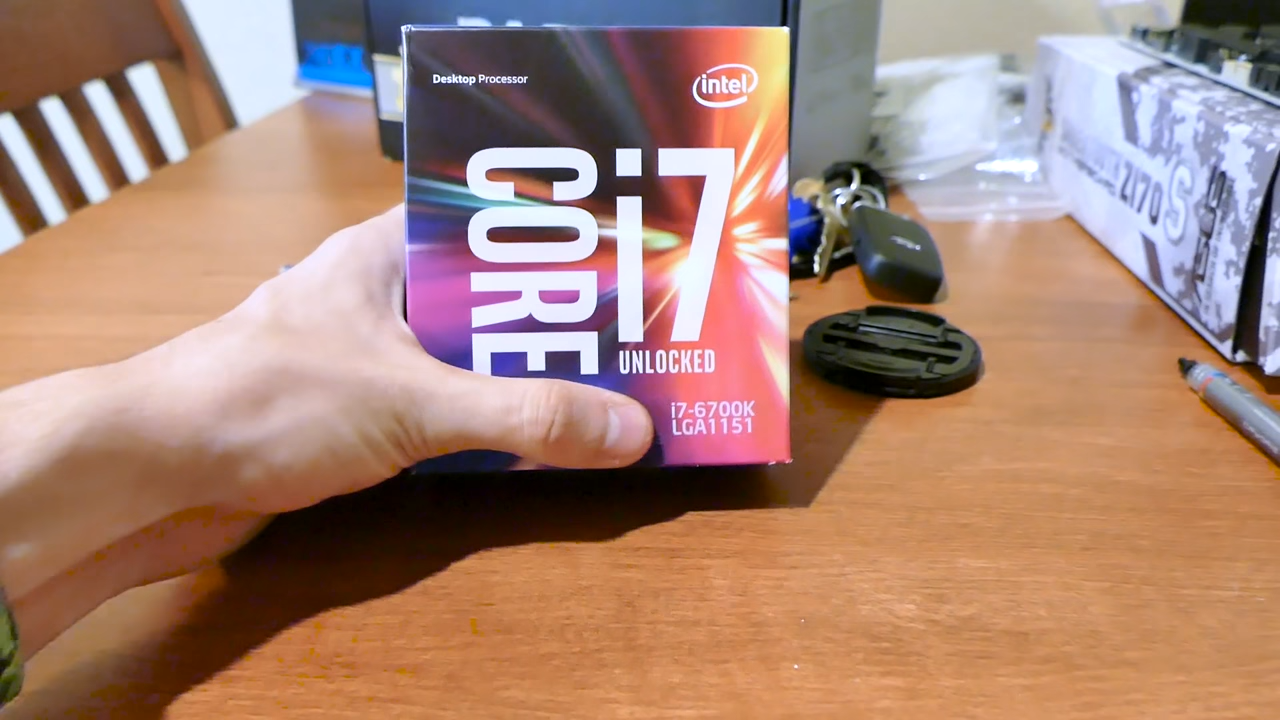 Desktop Processor
intel
CORE
i7
UNLOCKED
i7-6700K
LGA1151
Z170 S